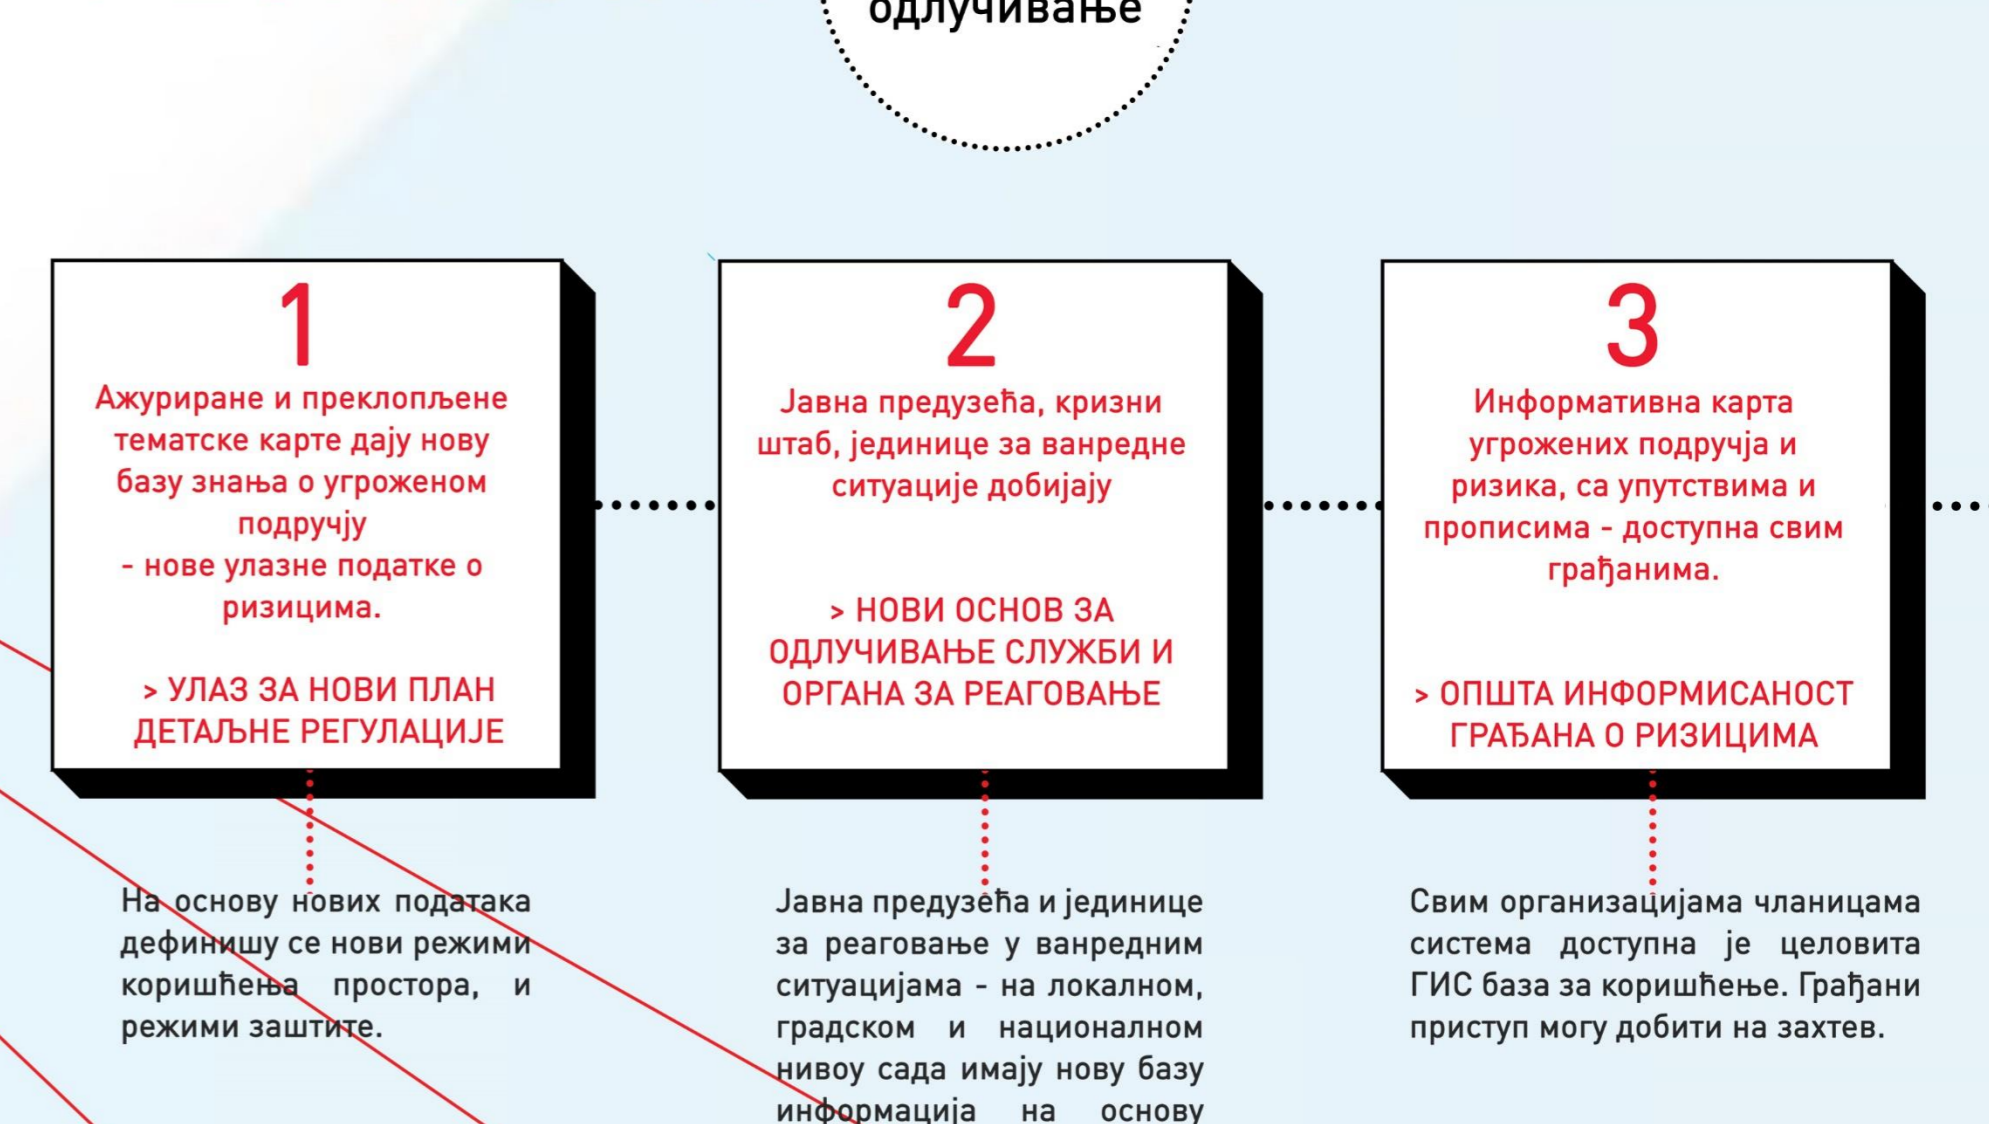 одлучивање
1
Ажуриране и преклопљене
тематске карте дају нову
базу знања о угроженом
подручју
- нове улазне податке о
ризицима.
> УЛАЗ ЗА НОВИ ПЛАН
ДЕТАЉНЕ РЕГУЛАЦИЈЕ
На основу нових података
дефинишу се нови режими
коришћења простора, и
режими заштите.
2
Јавна предузећа, кризни
штаб, јединице за ванредне
ситуације добијају
> НОВИ ОСНОВ ЗА
ОДЛУЧИВАЊЕ СЛУЖБИ И
ОРГАНА ЗА РЕАГОВАЊЕ
Јавна предузећа и јединице
за реаговање у ванредним
ситуацијама - на локалном,
градском и националном
нивоу сада имају нову базу
информација на основу
3
Информативна карта
угрожених подручја и
ризика, са упутствима и
прописима - доступна свим
грађанима.
> ОПШТА ИНФОРМИСАНОСТ
ГРАЂАНА О РИЗИЦИМА
Свим организацијама чланицама
система доступна је целовита
ГИС база за коришћење. Грађани
приступ могу добити на захтев.